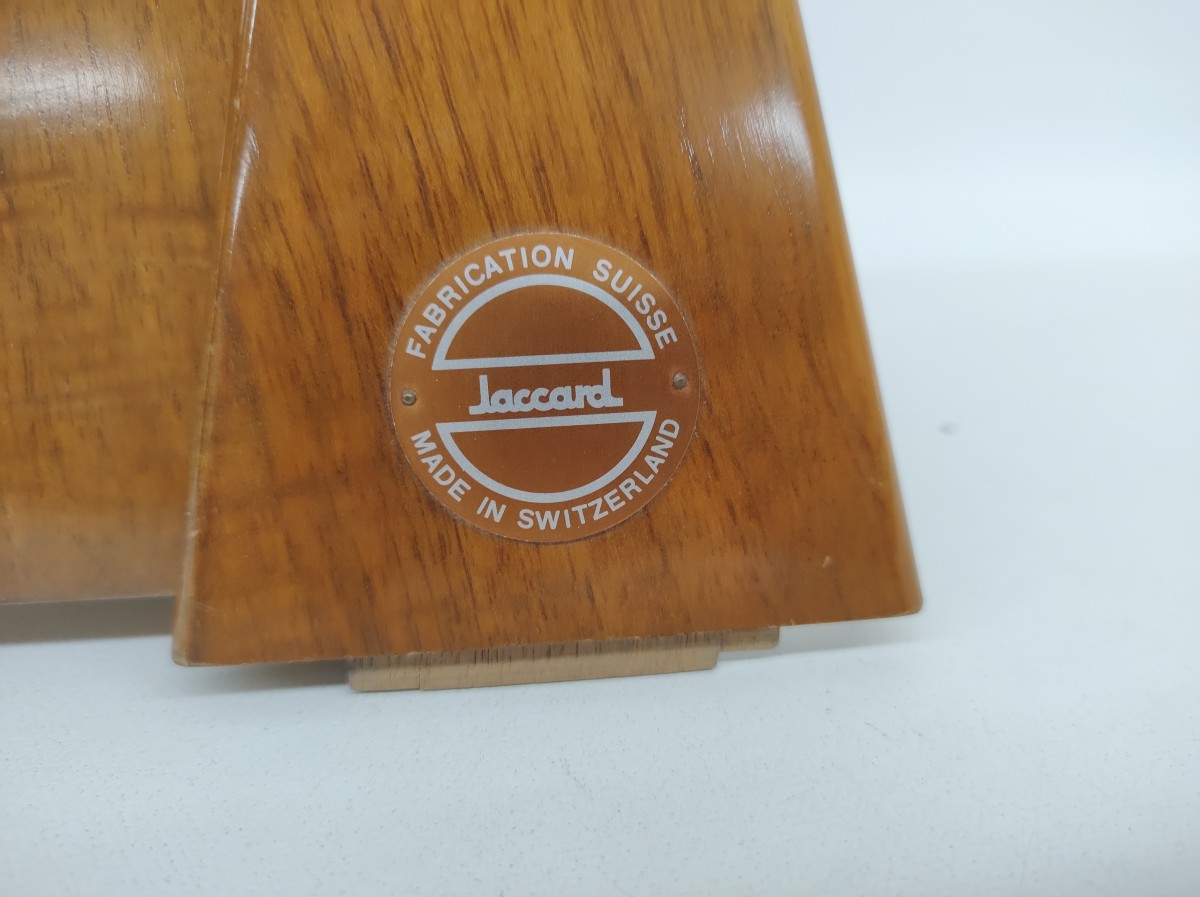 FABRICATION SUISSE
Jaccard
MADE IN SWITZERLAND